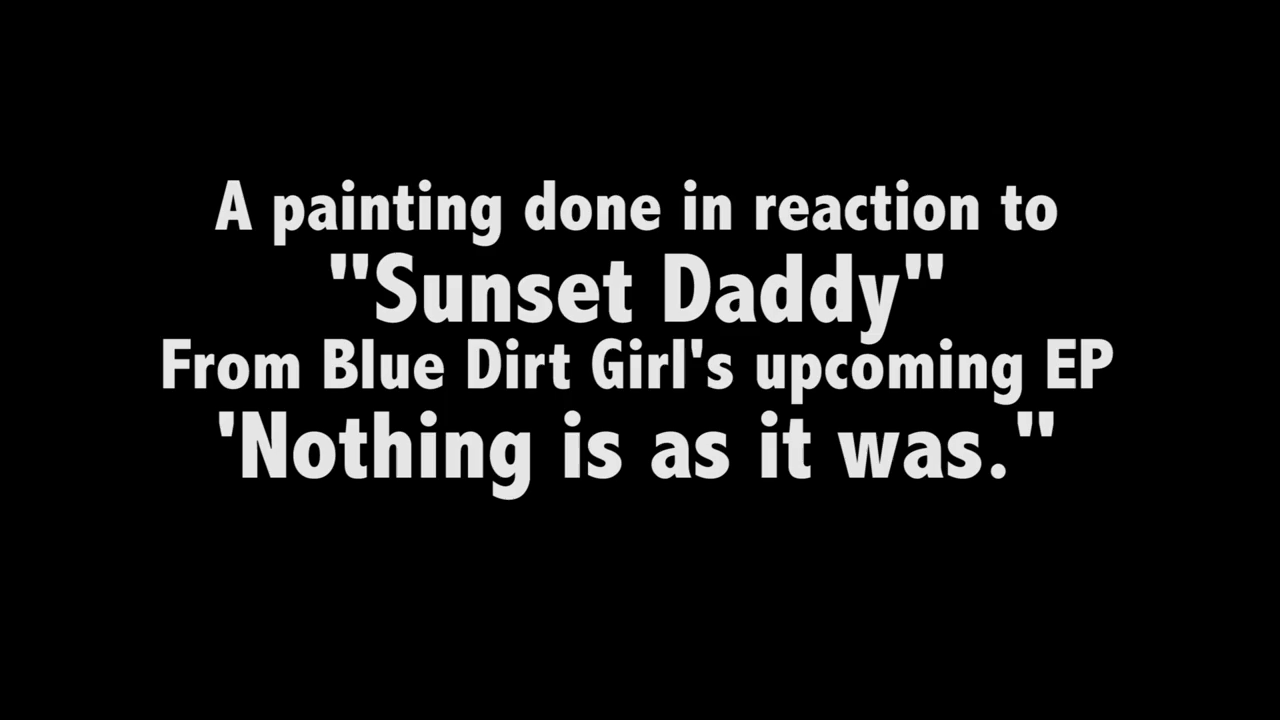 A painting done in reaction to
"Sunset Daddy"
From Blue Dirt Girl's upcoming EP
'Nothing is as it was."